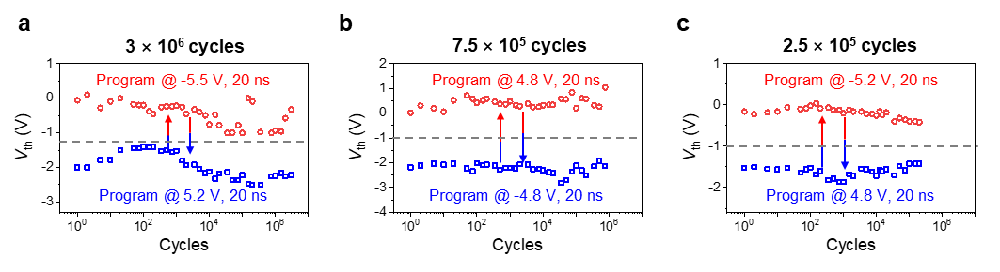 a
3 × 10⁶ cycles
Program @ -5.5 V, 20 ns
Program @ 5.2 V, 20 ns
1
0
-1
-2
-3
Vth (V)
10⁰ 10² 10⁴ 10⁶
Cycles
b
7.5 × 10⁵ cycles
Program @ 4.8 V, 20 ns
Program @ -4.8 V, 20 ns
2
1
0
-1
-2
-3
-4
Vth (V)
10⁰ 10² 10⁴ 10⁶
Cycles
c
2.5 × 10⁵ cycles
Program @ -5.2 V, 20 ns
Program @ 4.8 V, 20 ns
1
0
-1
-2
Vth (V)
10⁰ 10² 10⁴ 10⁶
Cycles